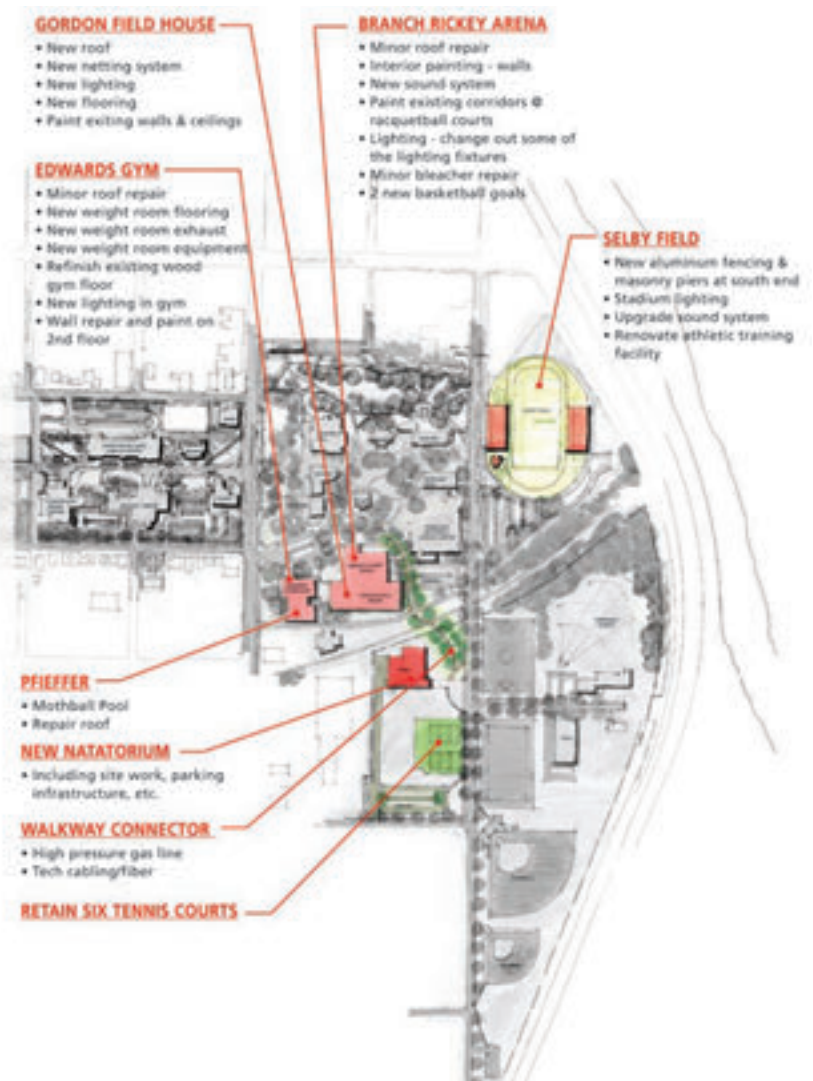 GORDON FIELD HOUSE
• New roof
• New netting system
• New lighting
• New flooring
• Paint exiting walls & ceilings
BRANCH RICKEY ARENA
• Minor roof repair
• Interior painting - walls
• New sound system
• Paint existing corridors @
racquetball courts
• Lighting - change out some of
the lighting fixtures
• Minor bleacher repair
• 2 new basketball goals
EDWARDS GYM
• Minor roof repair
• New weight room flooring
• New weight room exhaust
• New weight room equipment
• Refinish existing wood
gym floor
• New lighting in gym
• Wall repair and paint on
2nd floor
SELBY FIELD
• New aluminum fencing &
masonry piers at south end
• Stadium lighting
• Upgrade sound system
• Renovate athletic training
facility
PFIEFFER
• Mothball Pool
• Repair roof
NEW NATATORIUM
• Including site work, parking
infrastructure, etc.
WALKWAY CONNECTOR
• High pressure gas line
• Tech cabling/fiber
RETAIN SIX TENNIS COURTS